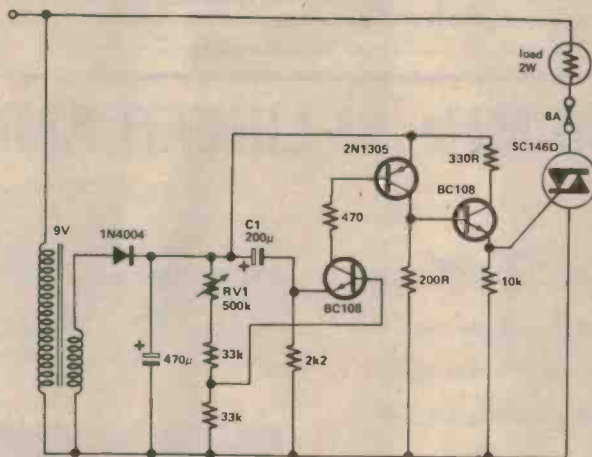 load
2W
8A
SC146D
2N1305
330R
BC108
9V
1N4004
C1
200μ
470
RV1
500k
BC108
200R
10k
33k
2k2
470μ
33k